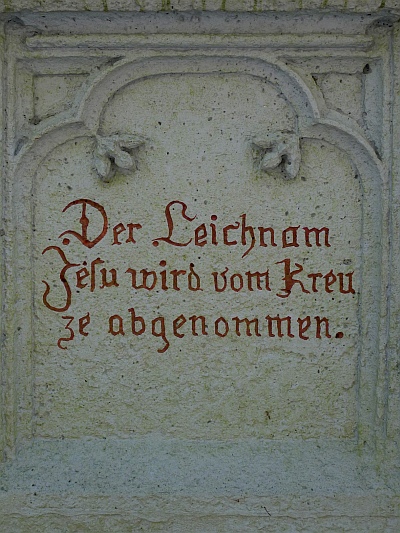 Der Leichnam
Jesu wird vom Kreu
ze abgenommen.